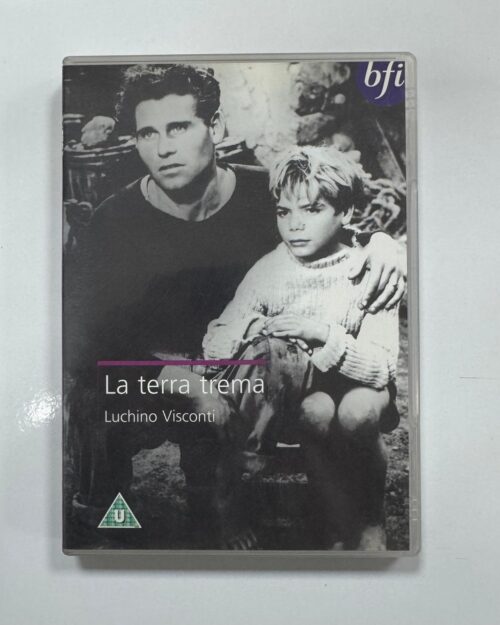 bfi
La terra trema
Luchino Visconti
U